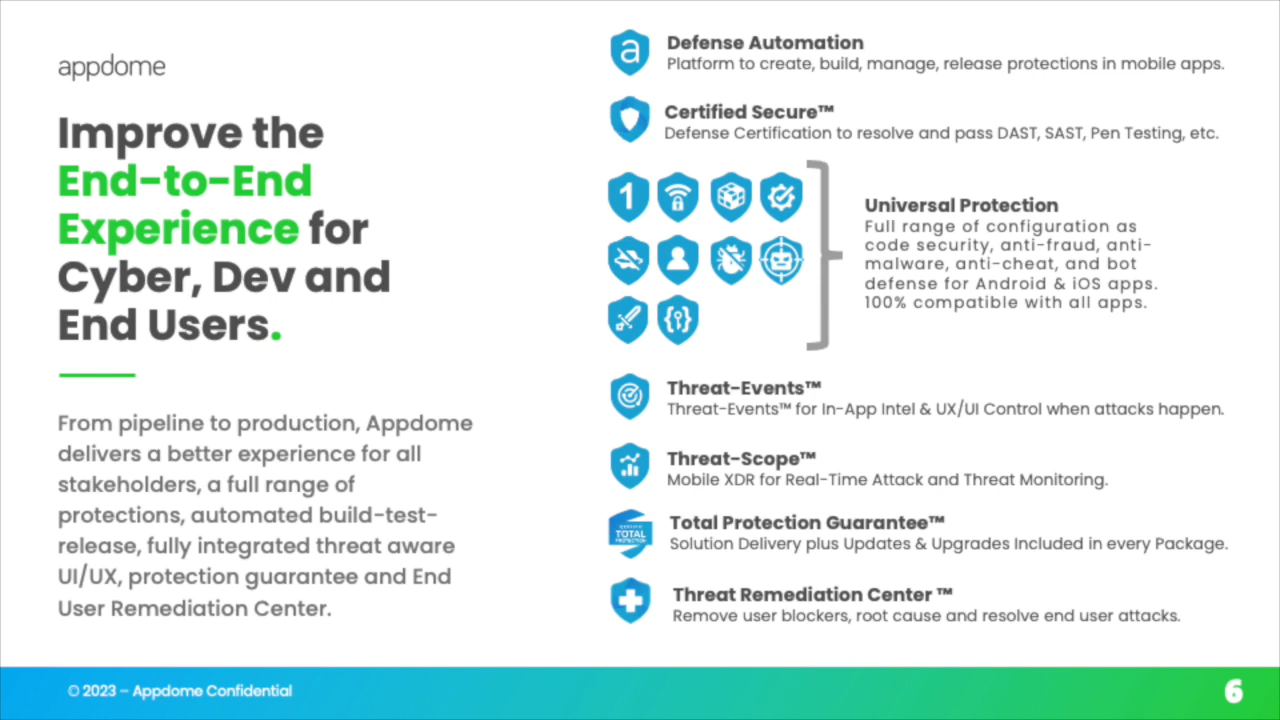 appdome
Improve the
End-to-End
Experience for
Cyber, Dev and
End Users.
From pipeline to production, Appdome
delivers a better experience for all
stakeholders, a full range of
protections, automated build-test-
release, fully integrated threat aware
UI/UX, protection guarantee and End
User Remediation Center.
a
Defense Automation
Platform to create, build, manage, release protections in mobile apps.
Certified Secure™
Defense Certification to resolve and pass DAST, SAST, Pen Testing, etc.
1
Universal Protection
Full range of configuration as
code security, anti-fraud, anti-
malware, anti-cheat, and bot
defense for Android & iOS apps.
100% compatible with all apps.
Threat-Events™
Threat-Events™ for In-App Intel & UX/UI Control when attacks happen.
Threat-Scope™
Mobile XDR for Real-Time Attack and Threat Monitoring.
TOTAL
PROTECTION
Total Protection Guarantee™
Solution Delivery plus Updates & Upgrades Included in every Package.
Threat Remediation Center ™
Remove user blockers, root cause and resolve end user attacks.
© 2023 – Appdome Confidential
6